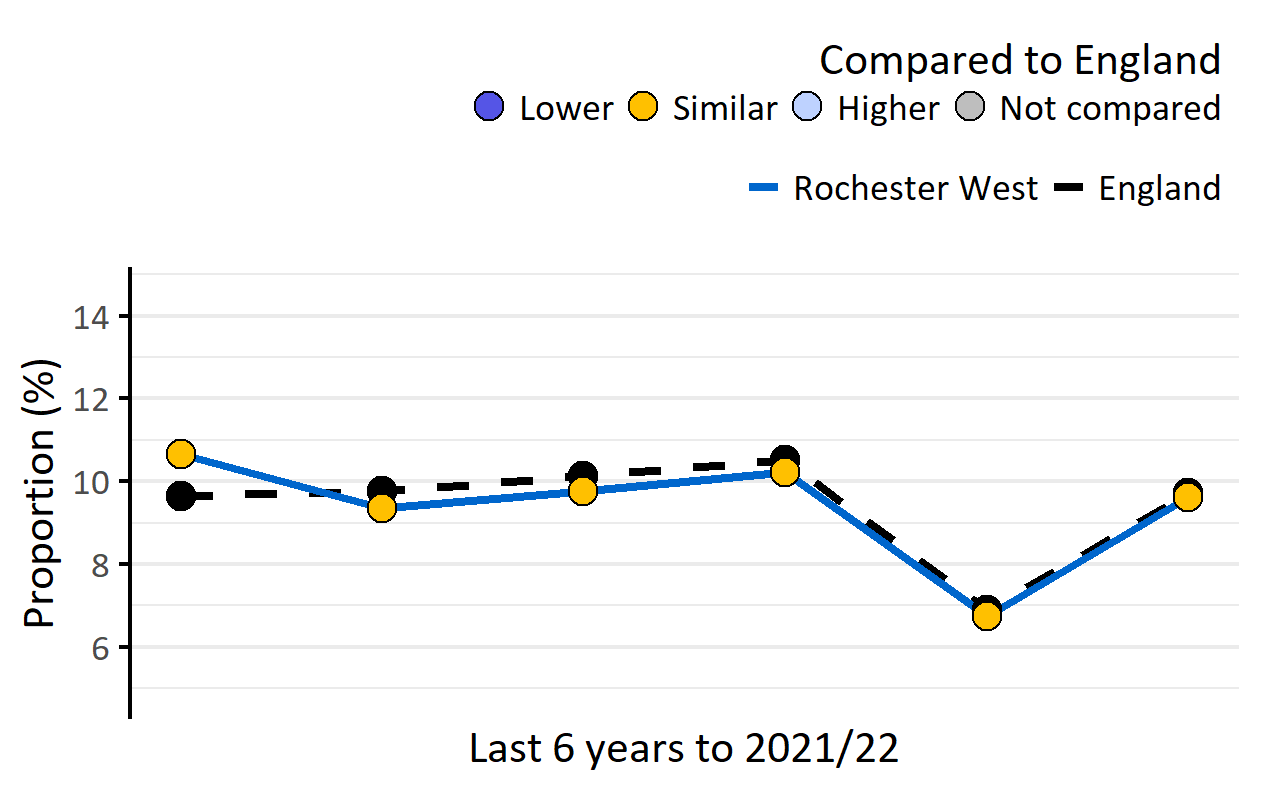 Compared to England
Lower Similar Higher Not compared
Rochester West England
Proportion (%)
14
12
10
8
6
Last 6 years to 2021/22